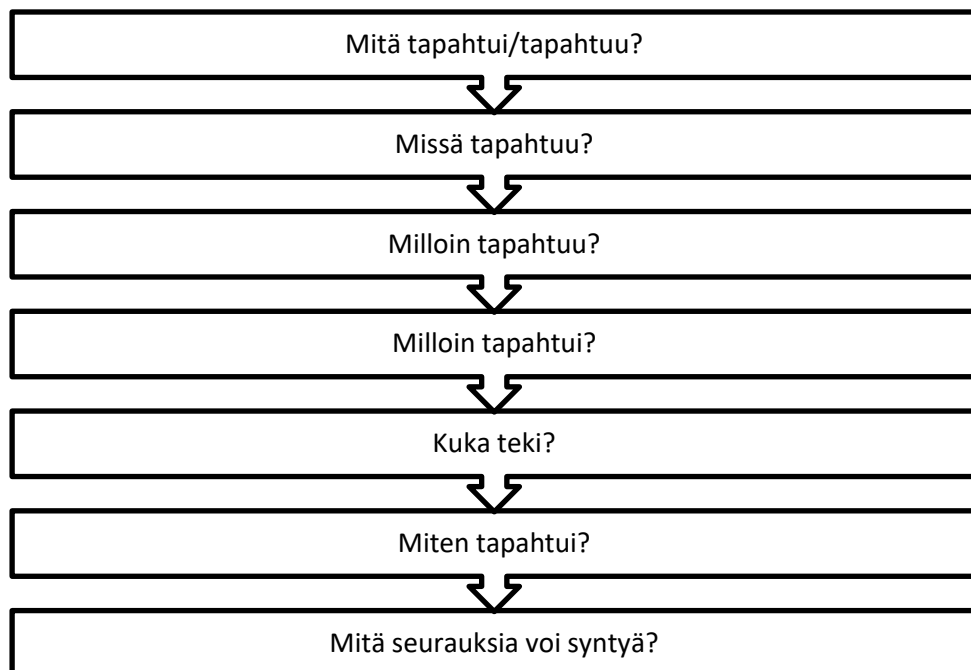 Mitä tapahtui/tapahtuu?
Missä tapahtuu?
Milloin tapahtuu?
Milloin tapahtui?
Kuka teki?
Miten tapahtui?
Mitä seurauksia voi syntyä?